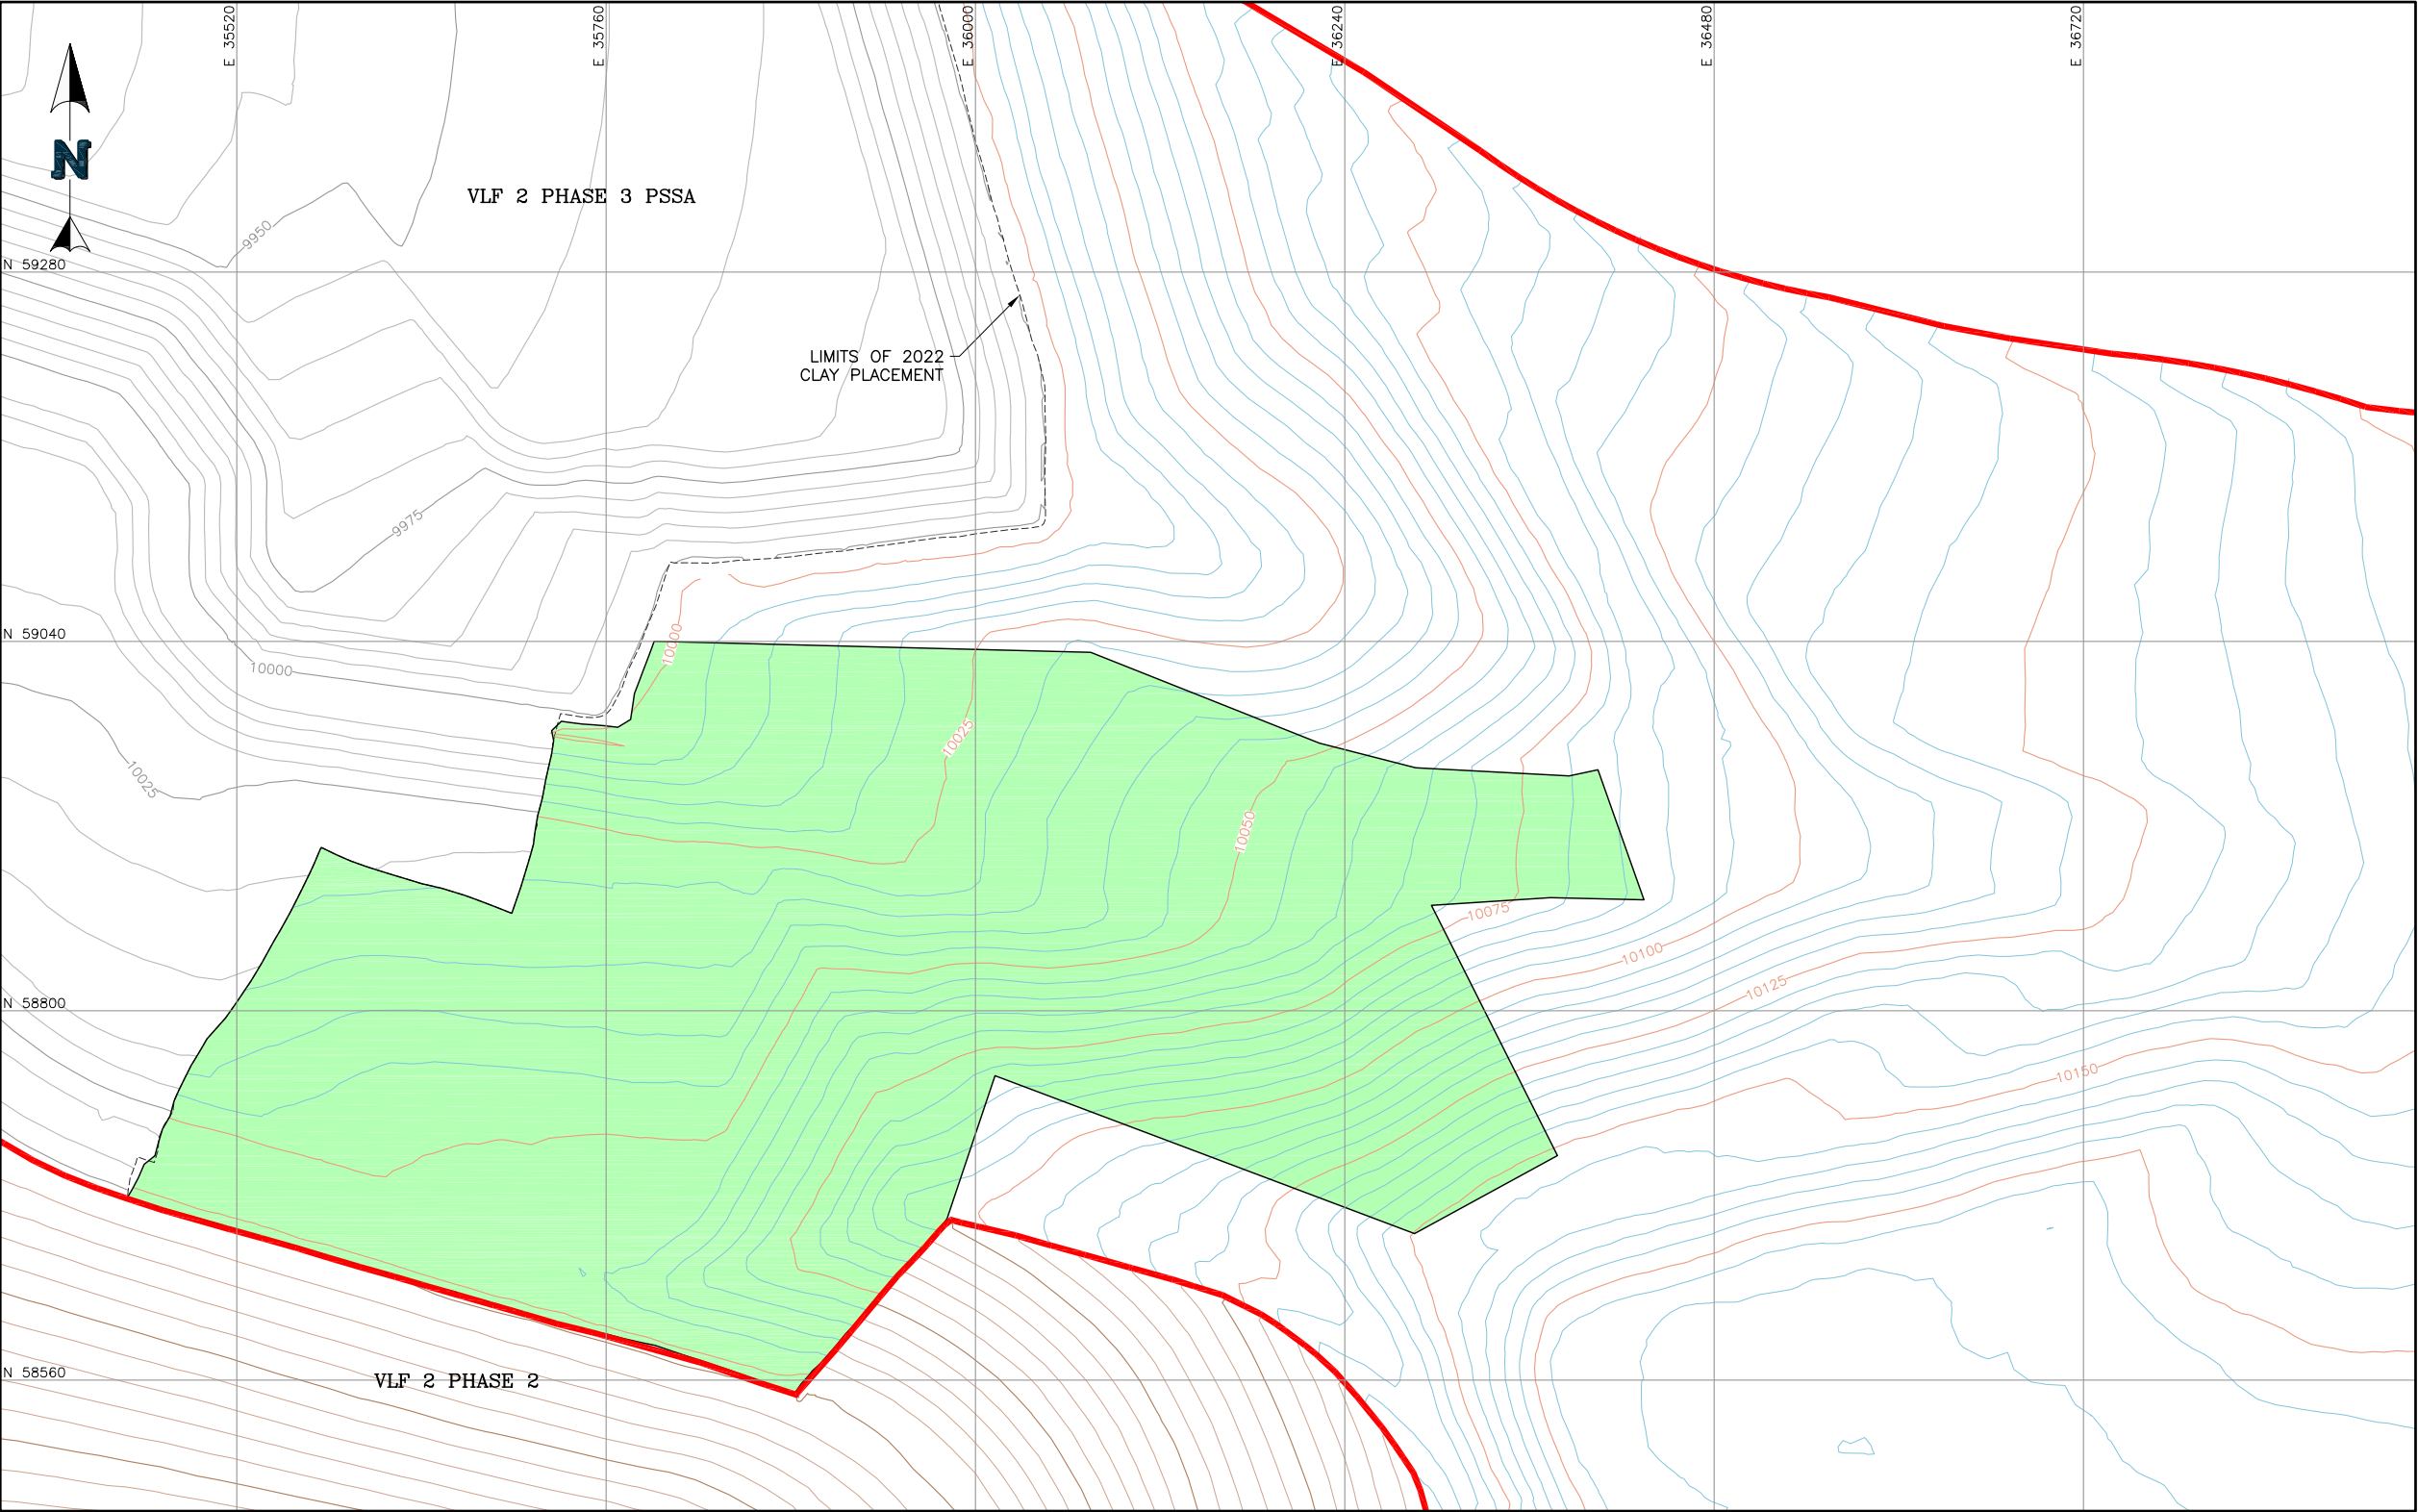 E 35520
E 35760
E 36000
E 36240
E 36480
E 36720
N
VLF 2 PHASE 3 PSSA
9950
N 59280
LIMITS OF 2022
CLAY PLACEMENT
9975
N 59040
10000
10000
10025
10025
10050
10075
10100
10125
N 58800
10150
N 58560
VLF 2 PHASE 2